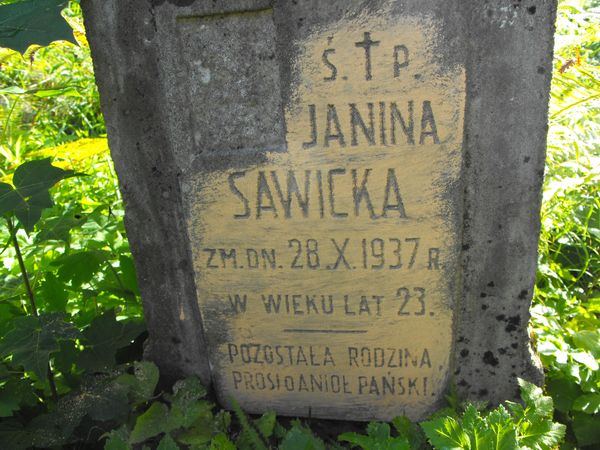 Ś. † P.
JANINA
SAWICKA
ZM. DN. 28.X.1937 R.
W WIEKU LAT 23.
POZOSTAŁA RODZINA
PROSI O ANIOŁ PAŃSKI.